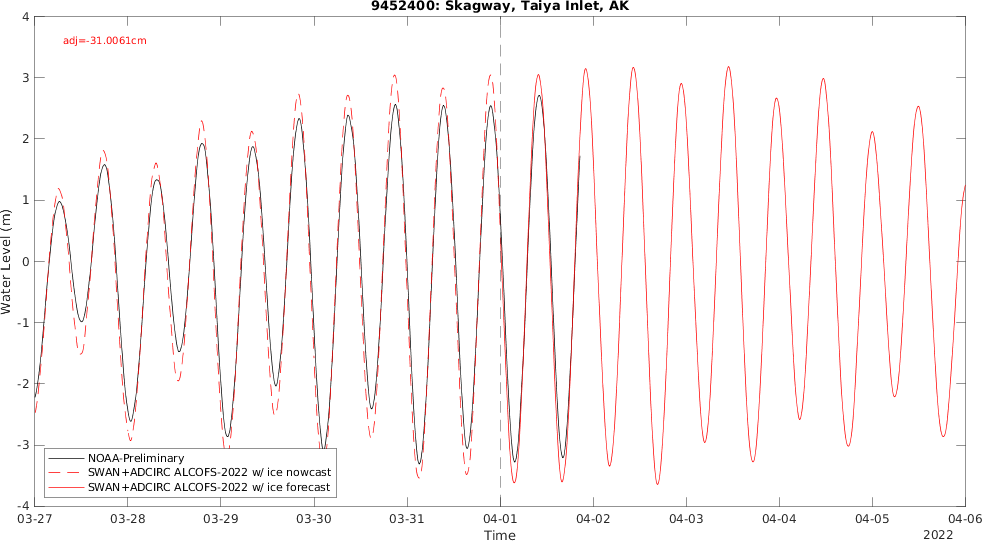 9452400: Skagway, Taiya Inlet, AK
adj=-31.0061cm
4
3
2
1
0
-1
-2
-3
-4
Water Level (m)
NOAA-Preliminary
SWAN+ADCIRC ALCOFS-2022 w/ ice nowcast
SWAN+ADCIRC ALCOFS-2022 w/ ice forecast
03-27 03-28 03-29 03-30 03-31 04-01 04-02 04-03 04-04 04-05 04-06
Time
2022